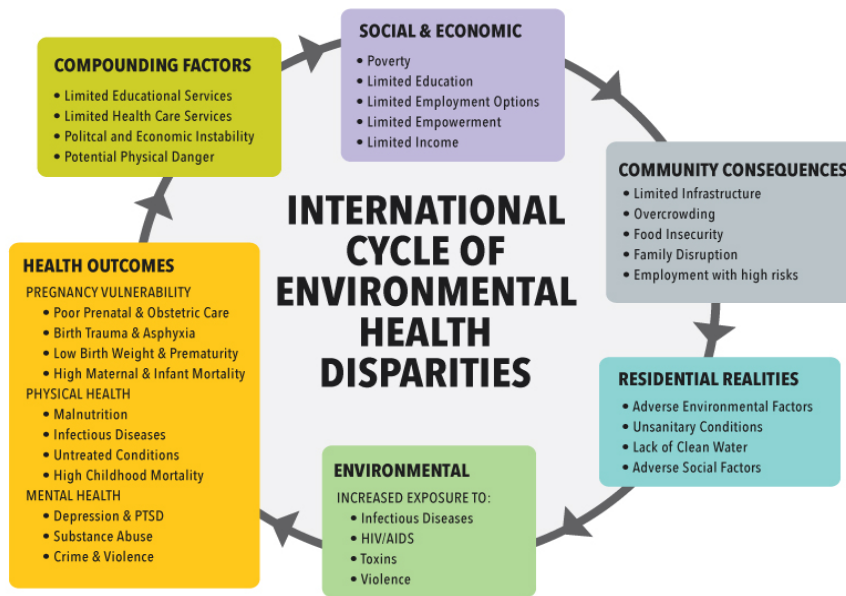 SOCIAL & ECONOMIC
• Poverty
• Limited Education
• Limited Employment Options
• Limited Empowerment
• Limited Income
COMMUNITY CONSEQUENCES
• Limited Infrastructure
• Overcrowding
• Food Insecurity
• Family Disruption
• Employment with high risks
RESIDENTIAL REALITIES
• Adverse Environmental Factors
• Unsanitary Conditions
• Lack of Clean Water
• Adverse Social Factors
ENVIRONMENTAL
INCREASED EXPOSURE TO:
• Infectious Diseases
• HIV/AIDS
• Toxins
• Violence
HEALTH OUTCOMES
PREGNANCY VULNERABILITY
• Poor Prenatal & Obstetric Care
• Birth Trauma & Asphyxia
• Low Birth Weight & Prematurity
• High Maternal & Infant Mortality
PHYSICAL HEALTH
• Malnutrition
• Infectious Diseases
• Untreated Conditions
• High Childhood Mortality
MENTAL HEALTH
• Depression & PTSD
• Substance Abuse
• Crime & Violence
COMPOUNDING FACTORS
• Limited Educational Services
• Limited Health Care Services
• Politcal and Economic Instability
• Potential Physical Danger
INTERNATIONAL
CYCLE OF
ENVIRONMENTAL
HEALTH
DISPARITIES